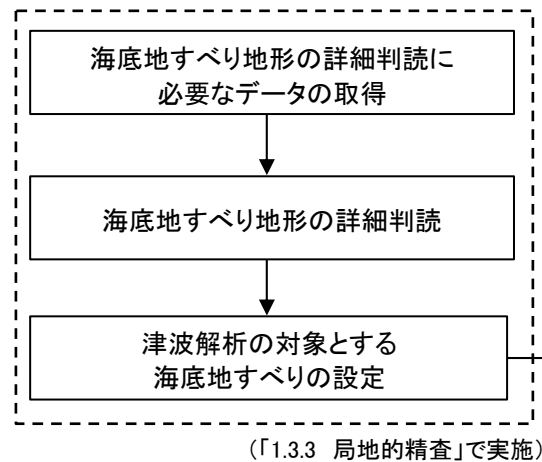 海底地すべり地形の詳細判読に
必要なデータの取得
海底地すべり地形の詳細判読
津波解析の対象とする
海底地すべりの設定
(「1.3.3 局地的精査」で実施)